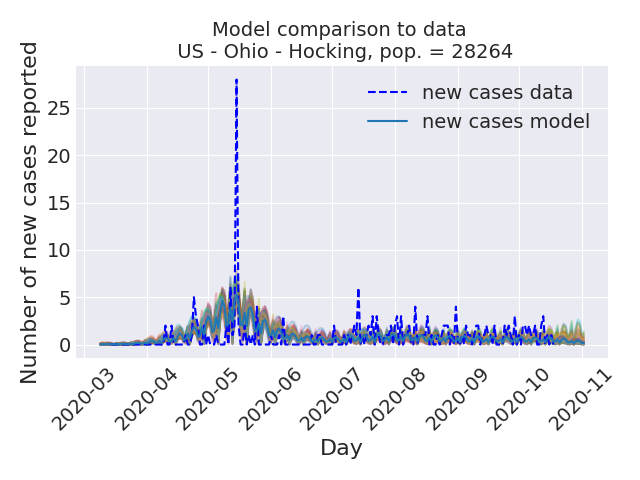 Model comparison to data
US - Ohio - Hocking, pop. = 28264
Number of new cases reported
25
20
15
10
5
0
new cases data
new cases model
2020-03
2020-04
2020-05
2020-06
2020-07
2020-08
2020-09
2020-10
2020-11
Day